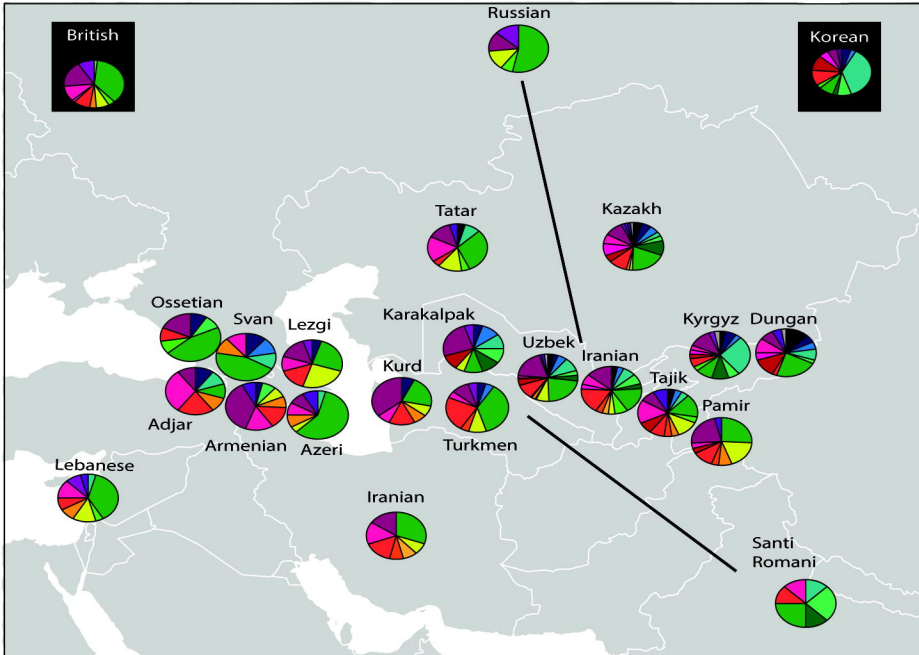 Russian
British
Korean
Tatar
Kazakh
Ossetian
Svan
Lezgi
Karakalpak
Kyrgyz
Dungan
Uzbek
Iranian
Kurd
Tajik
Pamir
Adjar
Armenian
Azeri
Turkmen
Lebanese
Iranian
Santi
Romani